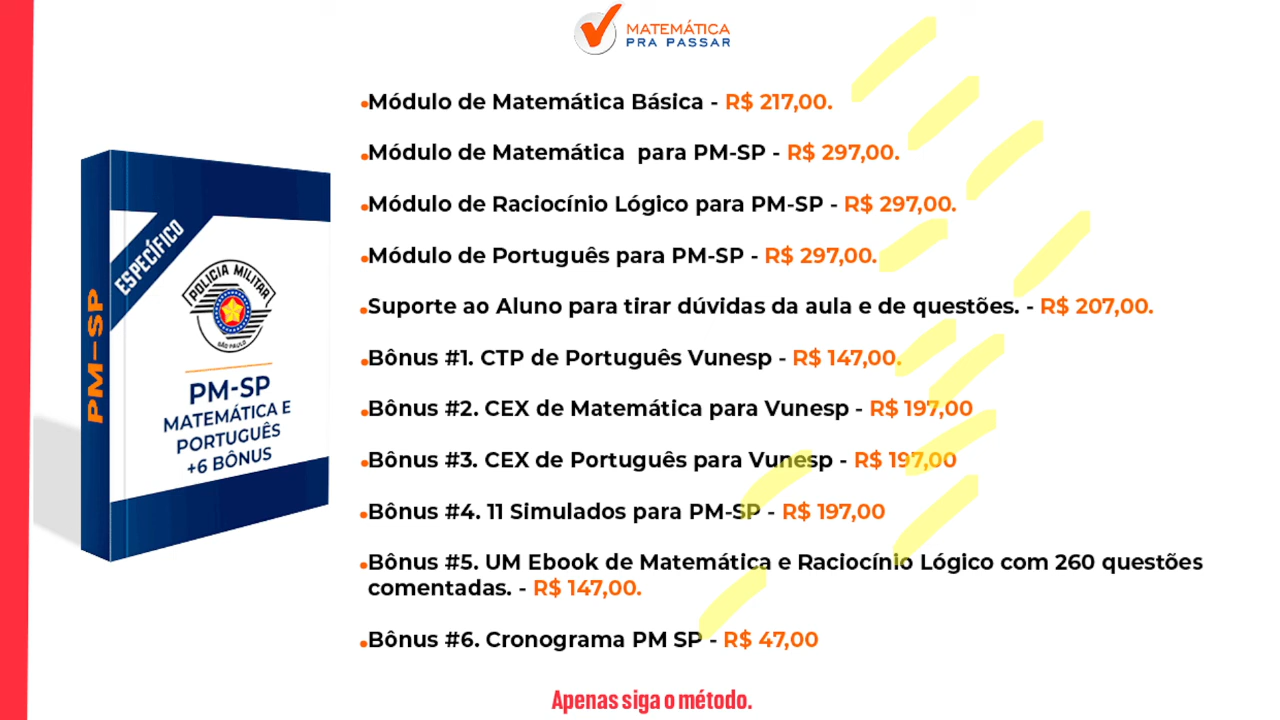 MATEMÁTICA
PRA PASSAR
•Módulo de Matemática Básica - R$ 217,00.
•Módulo de Matemática  para PM-SP - R$ 297,00.
•Módulo de Raciocínio Lógico para PM-SP - R$ 297,00.
•Módulo de Português para PM-SP - R$ 297,00.
•Suporte ao Aluno para tirar dúvidas da aula e de questões. - R$ 207,00.
•Bônus #1. CTP de Português Vunesp - R$ 147,00.
•Bônus #2. CEX de Matemática para Vunesp - R$ 197,00
•Bônus #3. CEX de Português para Vunesp - R$ 197,00
•Bônus #4. 11 Simulados para PM-SP - R$ 197,00
•Bônus #5. UM Ebook de Matemática e Raciocínio Lógico com 260 questões
comentadas. - R$ 147,00.
•Bônus #6. Cronograma PM SP - R$ 47,00
PM-SP
ESPECÍFICO
POLÍCIA MILITAR
SÃO PAULO
PM-SP
MATEMÁTICA E
PORTUGUÊS
+6 BÔNUS
Apenas siga o método.